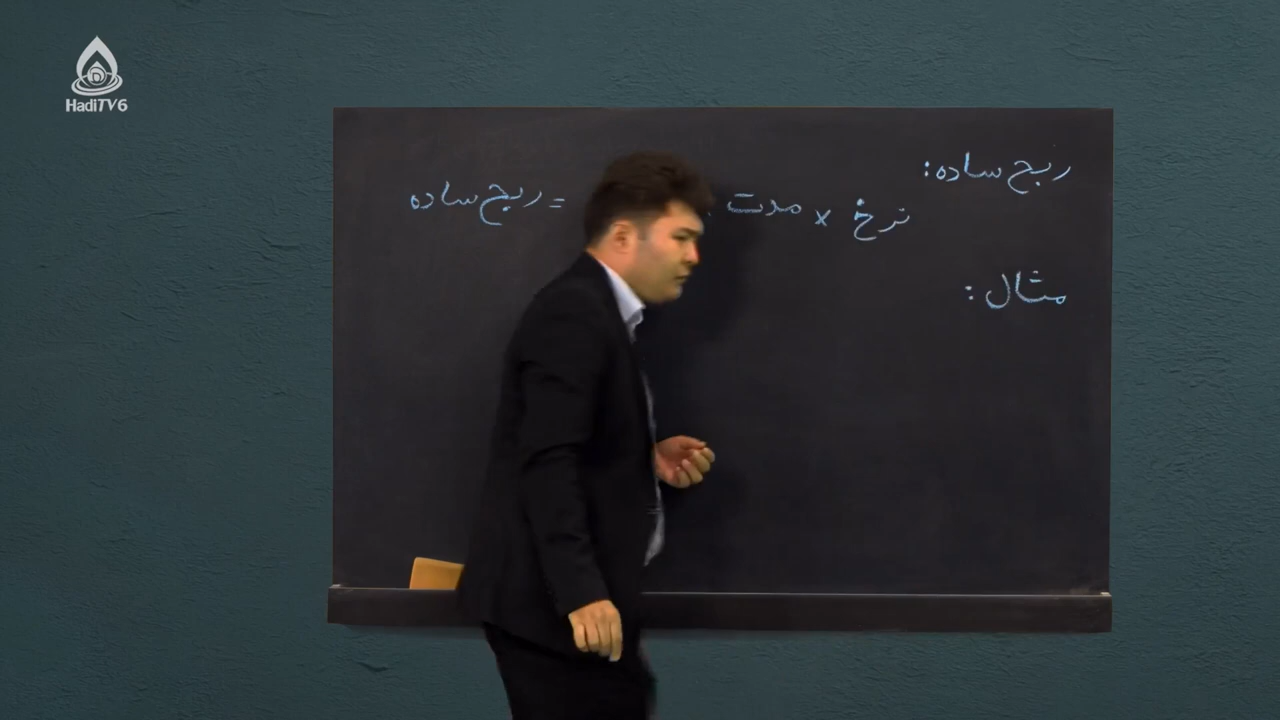 HadiTV6
ربح ساده:
نرخ × مدت = ربح ساده
مثال: